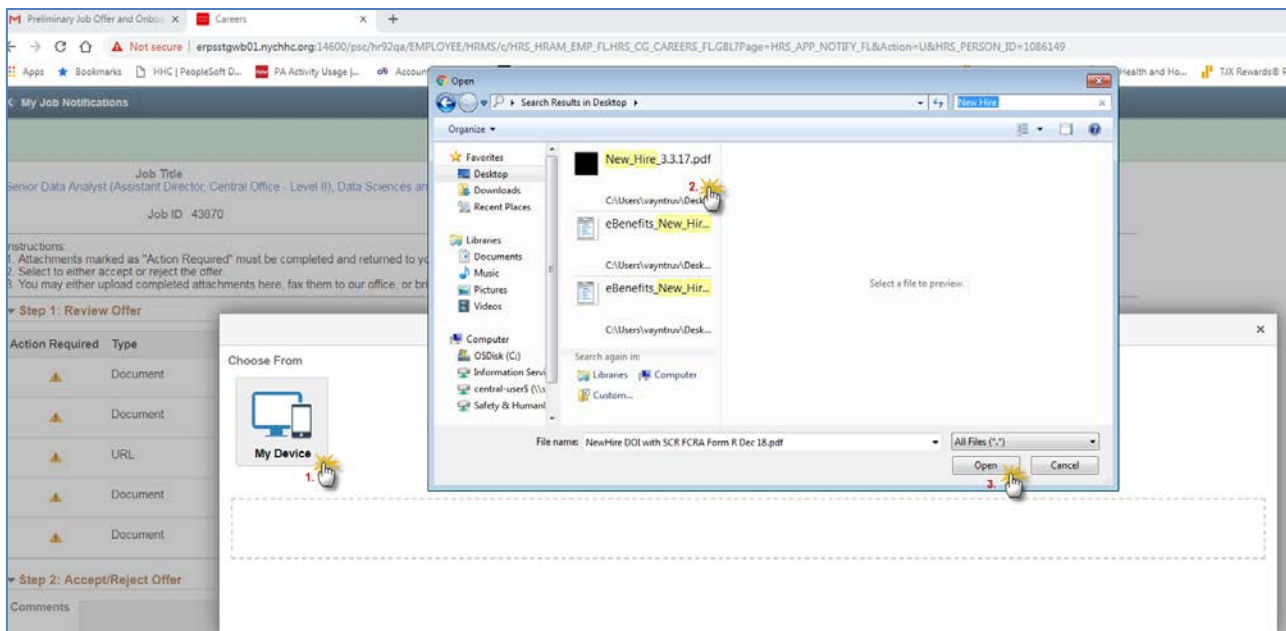 Preliminary Job Offer and Onbo
Careers
Not secure | erpsstgwb01.nychhc.org:14600/psc/hr92qa/EMPLOYEE/HRMS/c/HRS_HRAM_EMP_FL.HRS_CG_CAREERS_FL.GBL?Page=HRS_APP_NOTIFY_FL&Action=U&HRS_PERSON_ID=1086149
Apps Bookmarks HHC | PeopleSoft D... PA Activity Usage |... Accoun Health and Ho... TJX Rewards®
My Job Notifications
Job Title
Senior Data Analyst (Assistant Director, Central Office - Level II), Data Sciences an
Job ID 43870
nstructions:
1. Attachments marked as "Action Required" must be completed and returned to yo
2. Select to either accept or reject the offer
3. You may either upload completed attachments here, fax them to our office, or bri
Step 1: Review Offer
Action Required Type
Document
Document
URL
Document
Document
Step 2: Accept/Reject Offer
Comments
Choose From
My Device
1.
Open
Search Results in Desktop
New Hire
Organize
Favorites
Desktop
Downloads
Recent Places
Libraries
Documents
Music
Pictures
Videos
Computer
OSDisk (C:)
Information Servi
central-user$ (\\s
Safety & Humanl
New_Hire_3.3.17.pdf
2.
C:\Users\vayntruv\Desk
eBenefits_New_Hir...
C:\Users\vayntruv\Desk...
eBenefits_New_Hir...
C:\Users\vayntruv\Desk...
Search again in:
Libraries Computer
Custom...
Select a file to preview.
File name: NewHire DOI with SCR FCRA Form R Dec 18.pdf
All Files (*.*)
Open Cancel
3.